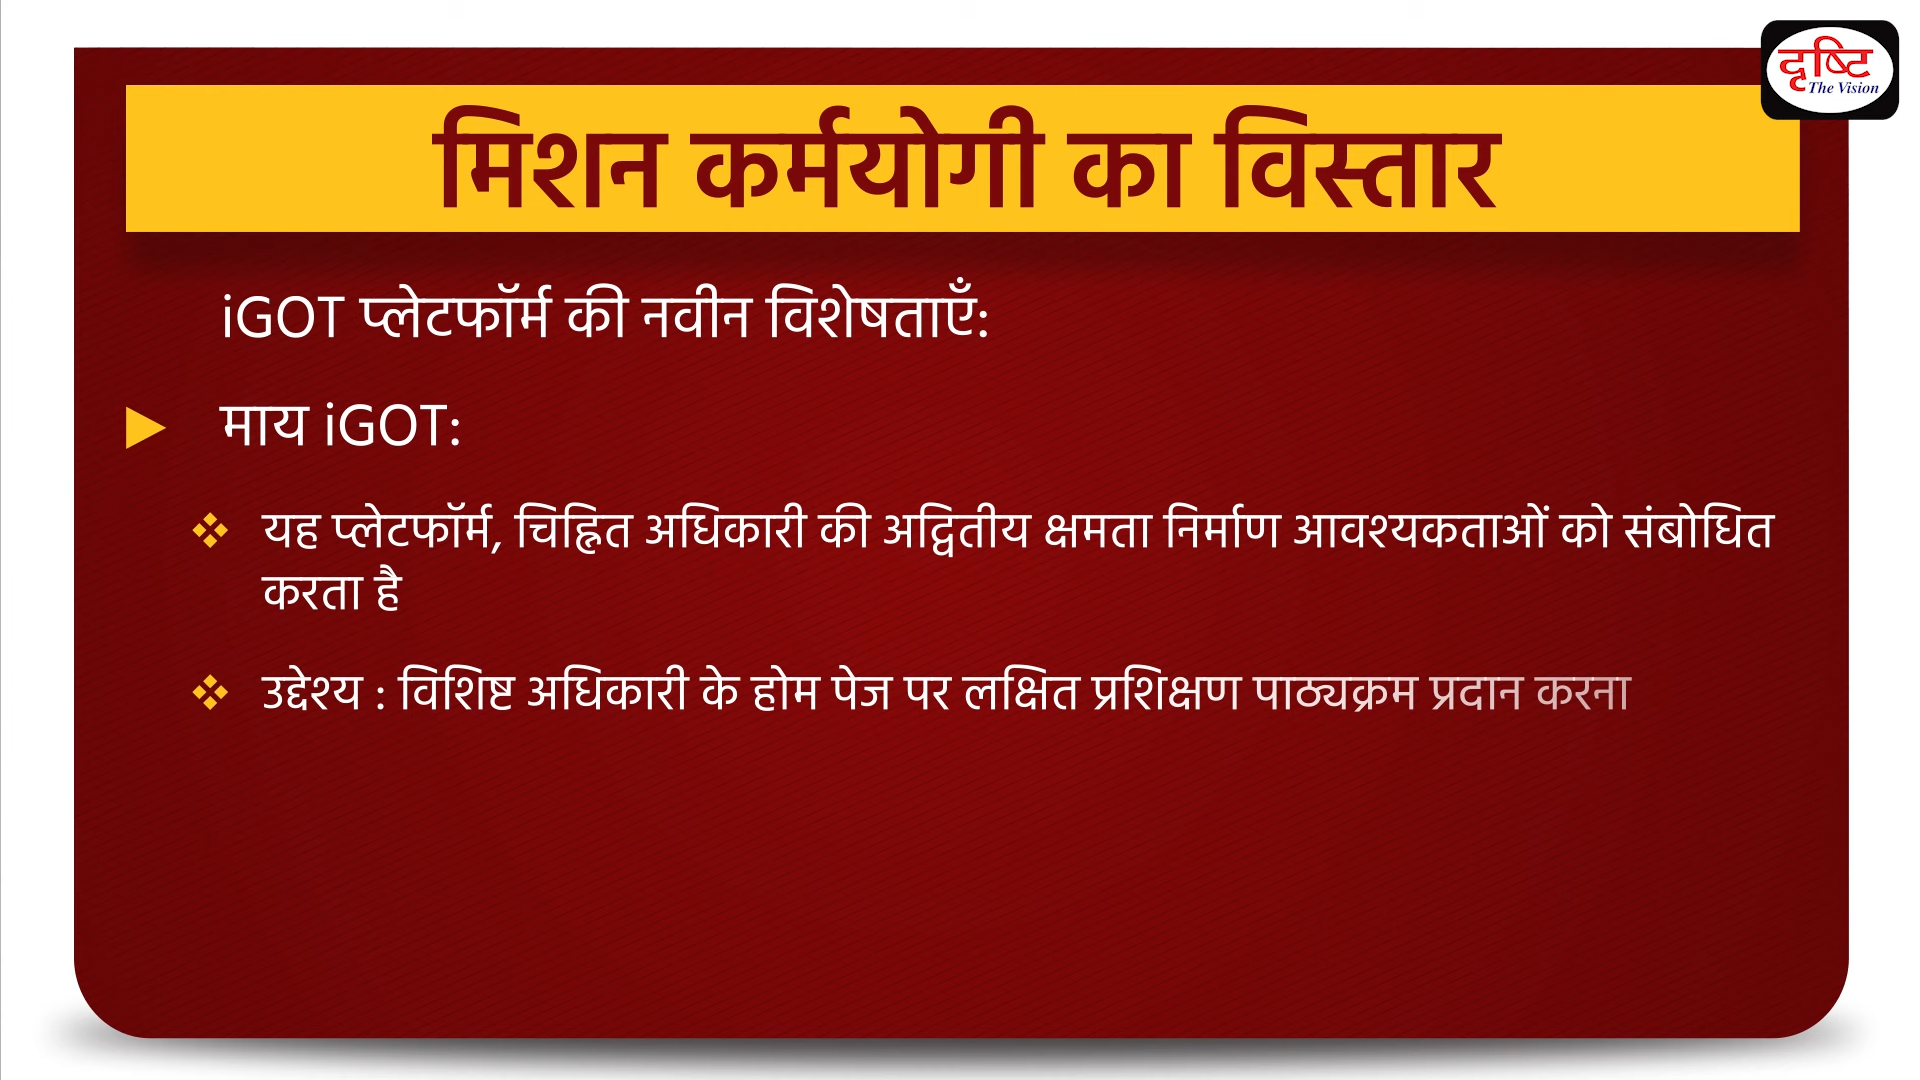 दृष्टि
The Vision
मिशन कर्मयोगी का विस्तार
iGOT प्लेटफॉर्म की नवीन विशेषताएँ:
माय iGOT:
यह प्लेटफॉर्म, चिह्नित अधिकारी की अद्वितीय क्षमता निर्माण आवश्यकताओं को संबोधित
करता है
उद्देश्य : विशिष्ट अधिकारी के होम पेज पर लक्षित प्रशिक्षण पाठ्यक्रम प्रदान करना